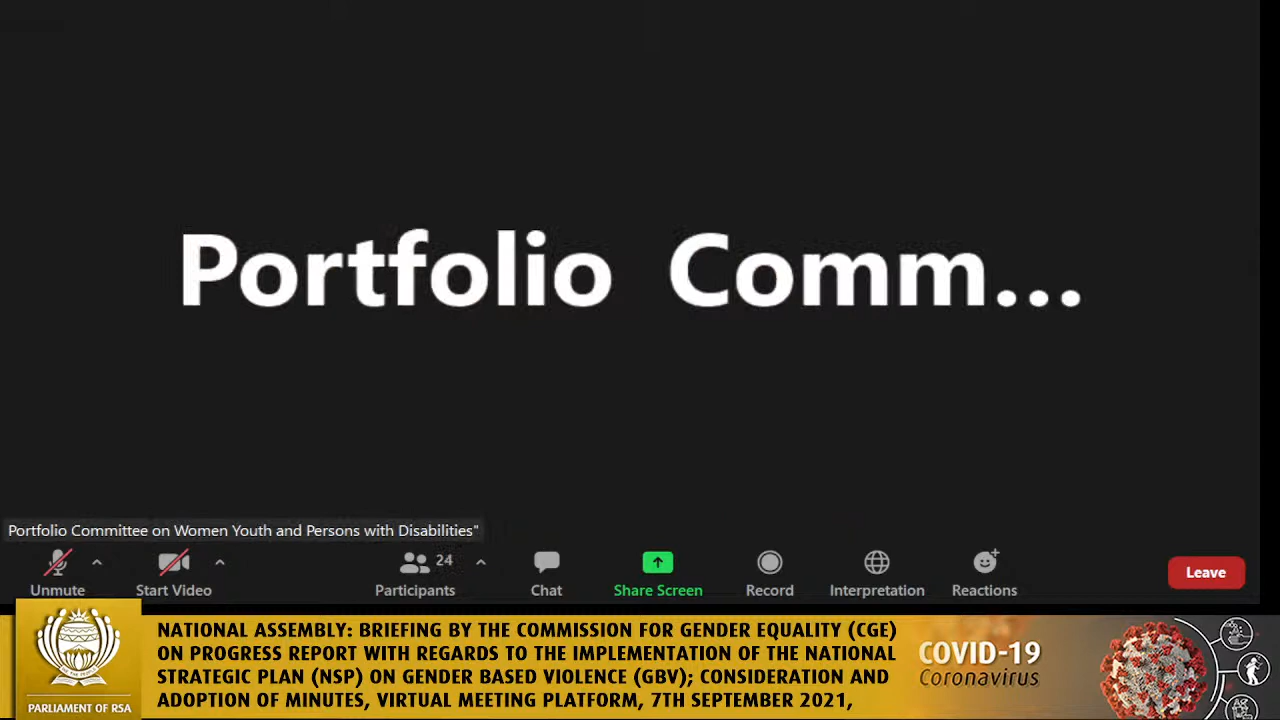 Portfolio Comm...
Portfolio Committee on Women Youth and Persons with Disabilities"
24
Unmute
Start Video
Participants
Chat
Share Screen
Record
Interpretation
Reactions
Leave
NATIONAL ASSEMBLY: BRIEFING BY THE COMMISSION FOR GENDER EQUALITY (CGE)
ON PROGRESS REPORT WITH REGARDS TO THE IMPLEMENTATION OF THE NATIONAL
STRATEGIC PLAN (NSP) ON GENDER BASED VIOLENCE (GBV); CONSIDERATION AND
ADOPTION OF MINUTES, VIRTUAL MEETING PLATFORM, 7TH SEPTEMBER 2021,
PARLIAMENT OF RSA
COVID-19
Coronavirus